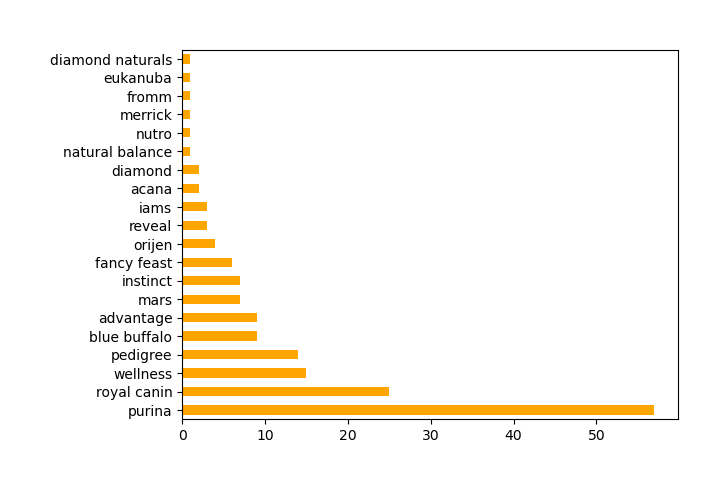 diamond naturals
eukanuba
fromm
merrick
nutro
natural balance
diamond
acana
iams
reveal
orijen
fancy feast
instinct
mars
advantage
blue buffalo
pedigree
wellness
royal canin
purina
0 10 20 30 40 50